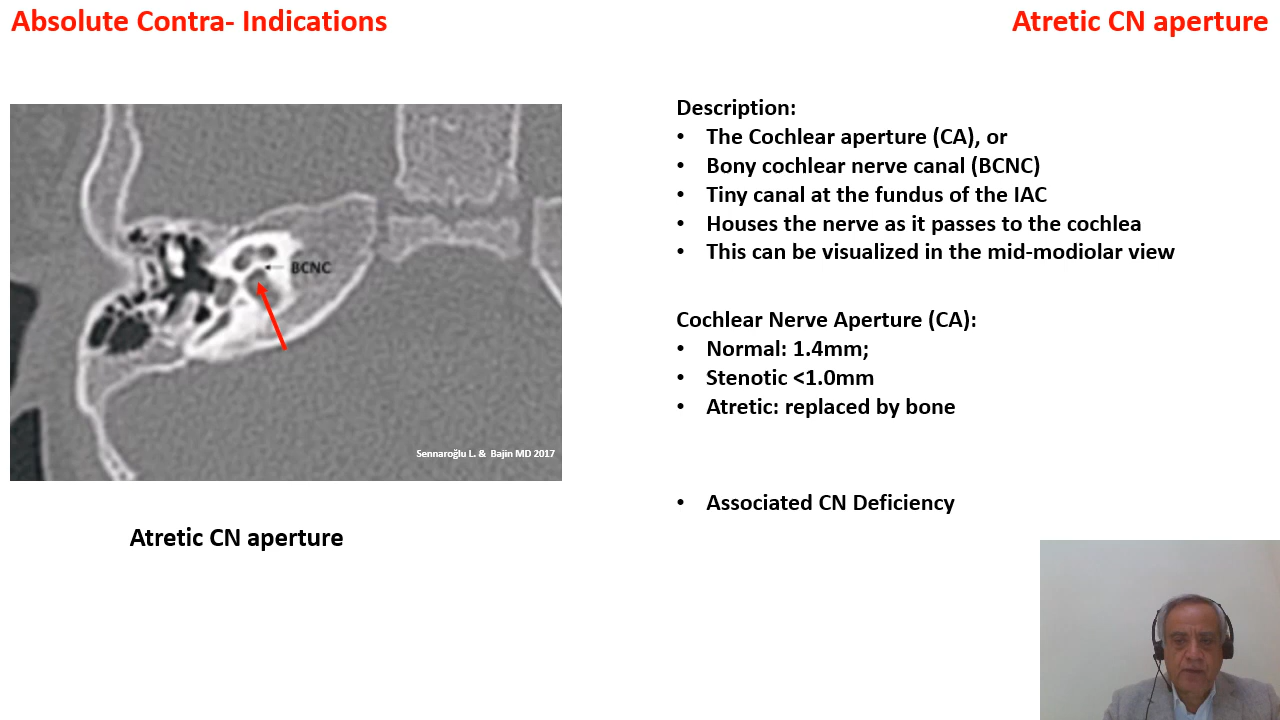 Absolute Contra- Indications
Atretic CN aperture
BCNC
Sennaroğlu L. & Bajin MD 2017
Atretic CN aperture
Description:
• The Cochlear aperture (CA), or
• Bony cochlear nerve canal (BCNC)
• Tiny canal at the fundus of the IAC
• Houses the nerve as it passes to the cochlea
• This can be visualized in the mid-modiolar view
Cochlear Nerve Aperture (CA):
• Normal: 1.4mm;
• Stenotic <1.0mm
• Atretic: replaced by bone
• Associated CN Deficiency